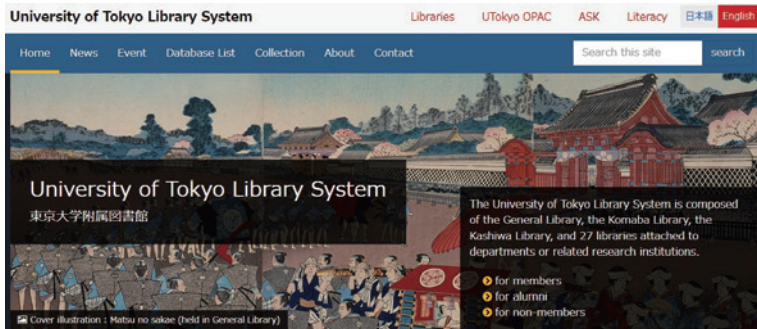 University of Tokyo Library System
Libraries UTokyo OPAC ASK Literacy 日本語 English
Home News Event Database List Collection About Contact Search this site search
University of Tokyo Library System
東京大学附属図書館
The University of Tokyo Library System is composed
of the General Library, the Komaba Library, the
Kashiwa Library, and 27 libraries attached to
departments or related research institutions.
for members
for alumni
for non-members
Cover illustration : Matsu no sakae (held in General Library)